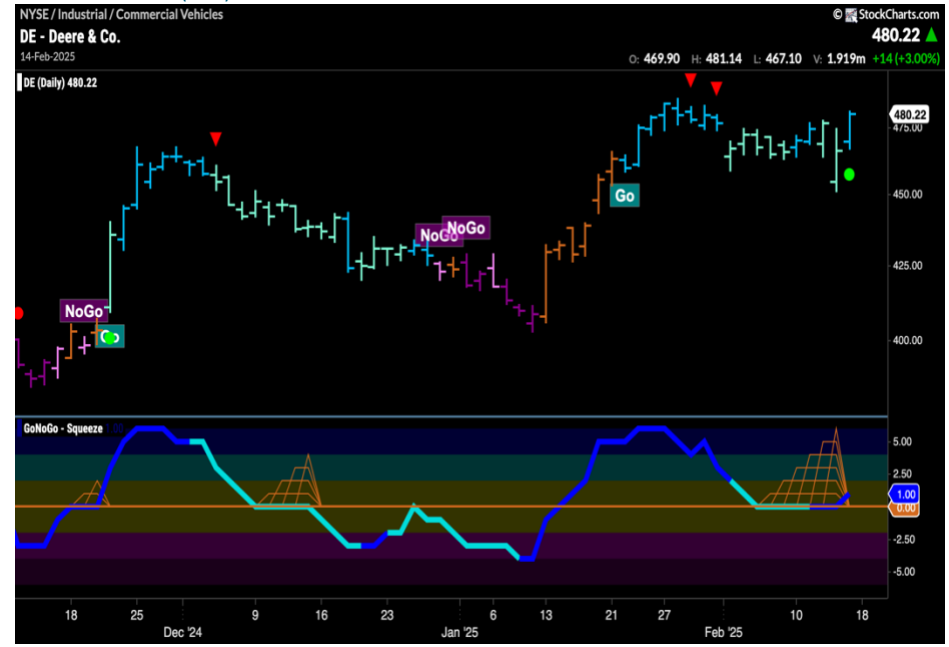 NYSE / Industrial / Commercial Vehicles
© StockCharts.com
DE - Deere & Co.
480.22
14-Feb-2025
O: 469.90 H: 481.14 L: 467.10 V: 1.919m +14 (+3.00%)
DE (Daily) 480.22
480.22
475.00
Go
450.00
NoGo
NoGo
425.00
NoGo
Go
400.00
GoNoGo - Squeeze
5.00
2.50
1.00
0.00
-2.50
-5.00
18 25 9 16 23 6 13 21 27 10 18
Dec '24 Jan '25 Feb '25